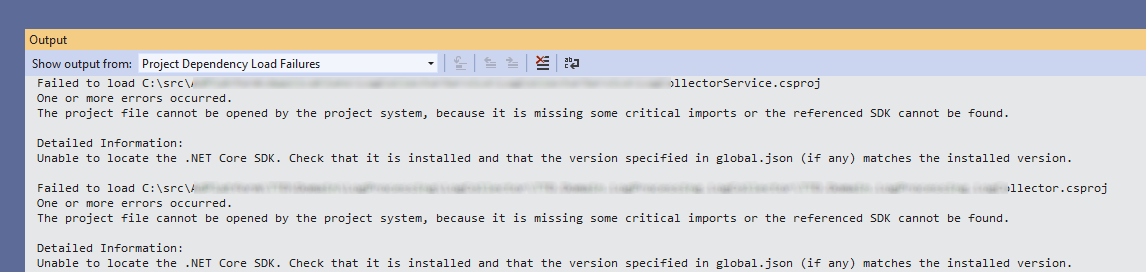 Output
Show output from: Project Dependency Load Failures
Failed to load C:\src\ ollectorService.csproj
One or more errors occurred.
The project file cannot be opened by the project system, because it is missing some critical imports or the referenced SDK cannot be found.
Detailed Information:
Unable to locate the .NET Core SDK. Check that it is installed and that the version specified in global.json (if any) matches the installed version.
Failed to load C:\src\ ollector.csproj
One or more errors occurred.
The project file cannot be opened by the project system, because it is missing some critical imports or the referenced SDK cannot be found.
Detailed Information:
Unable to locate the .NET Core SDK. Check that it is installed and that the version specified in global.json (if any) matches the installed version.